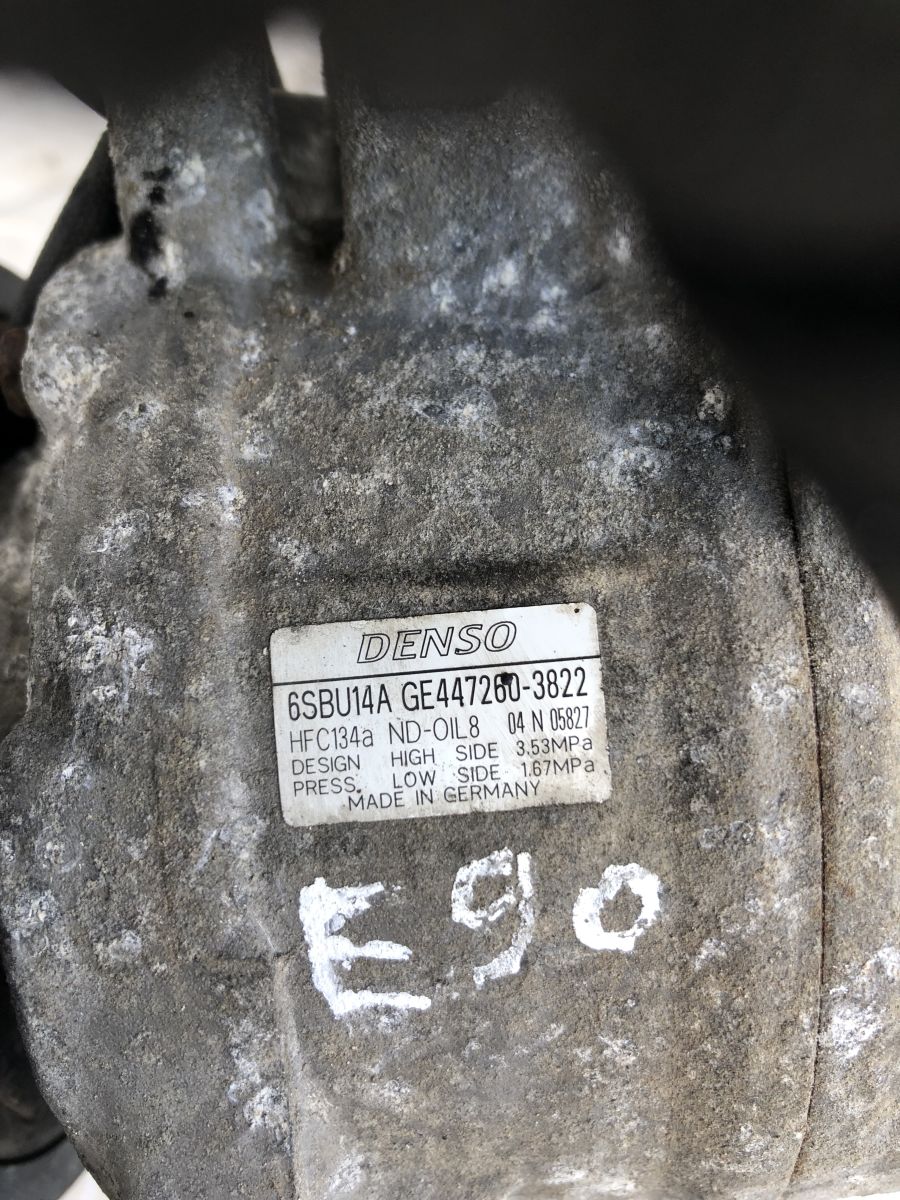 DENSO
6SBU14A GE447260-3822
HFC134a ND-OIL8 04 N 05827
DESIGN HIGH SIDE 3.53MPa
PRESS. LOW SIDE 1.67MPa
MADE IN GERMANY
E90